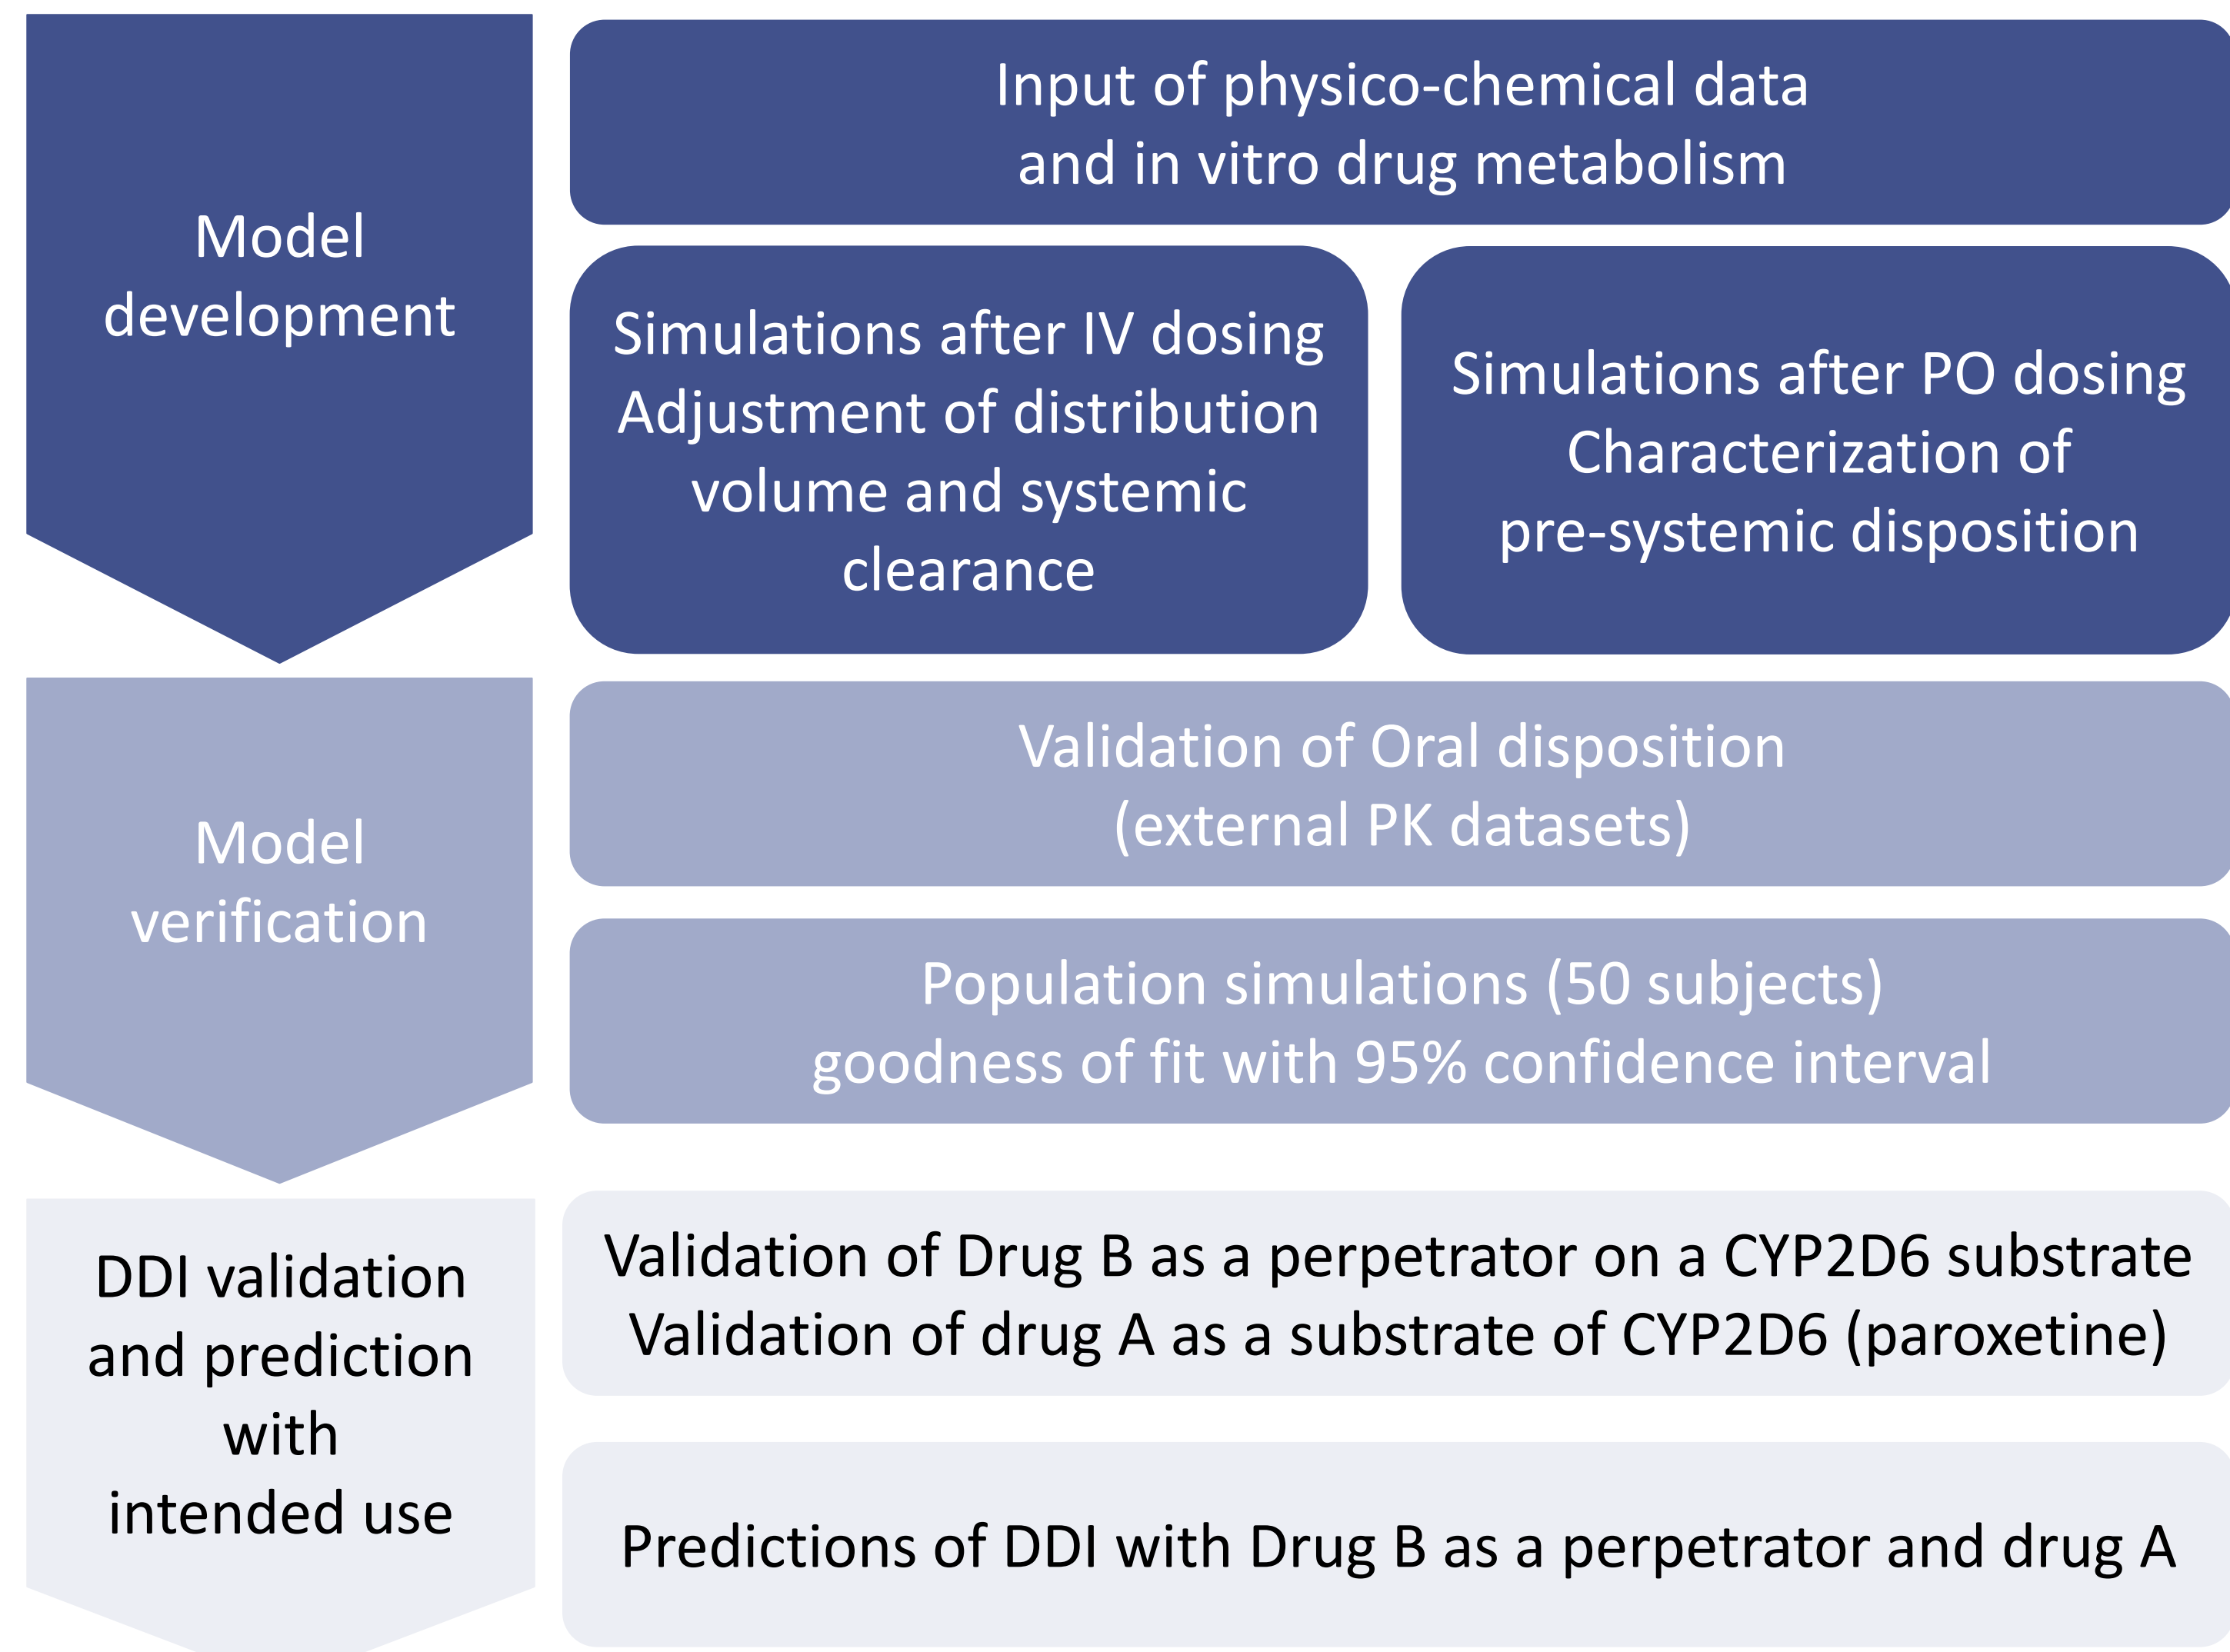 Model
development
Input of physico-chemical data
and in vitro drug metabolism
Simulations after IV dosing
Adjustment of distribution
volume and systemic
clearance
Simulations after PO dosing
Characterization of
pre-systemic disposition
Model
verification
Validation of Oral disposition
(external PK datasets)
Population simulations (50 subjects)
goodness of fit with 95% confidence interval
DDI validation
and prediction
with
intended use
Validation of Drug B as a perpetrator on a CYP2D6 substrate
Validation of drug A as a substrate of CYP2D6 (paroxetine)
Predictions of DDI with Drug B as a perpetrator and drug A